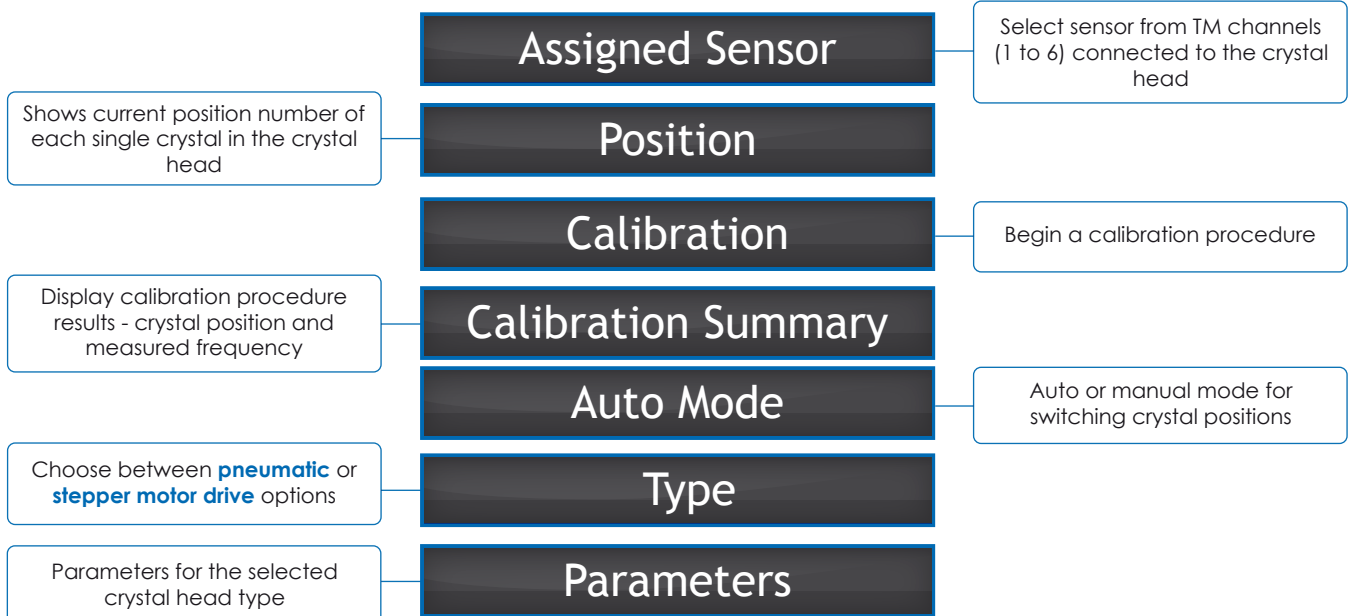 Assigned Sensor
Select sensor from TM channels
(1 to 6) connected to the crystal
head
Shows current position number of
each single crystal in the crystal
head
Position
Calibration
Begin a calibration procedure
Display calibration procedure
results - crystal position and
measured frequency
Calibration Summary
Auto Mode
Auto or manual mode for
switching crystal positions
Choose between pneumatic or
stepper motor drive options
Type
Parameters for the selected
crystal head type
Parameters